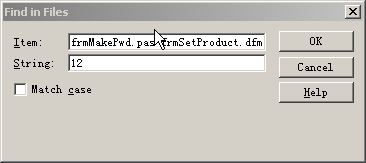 Find in Files
Item: frmMakePwd.pas frmSetProduct.dfm OK
String: 12 Cancel
Match case Help